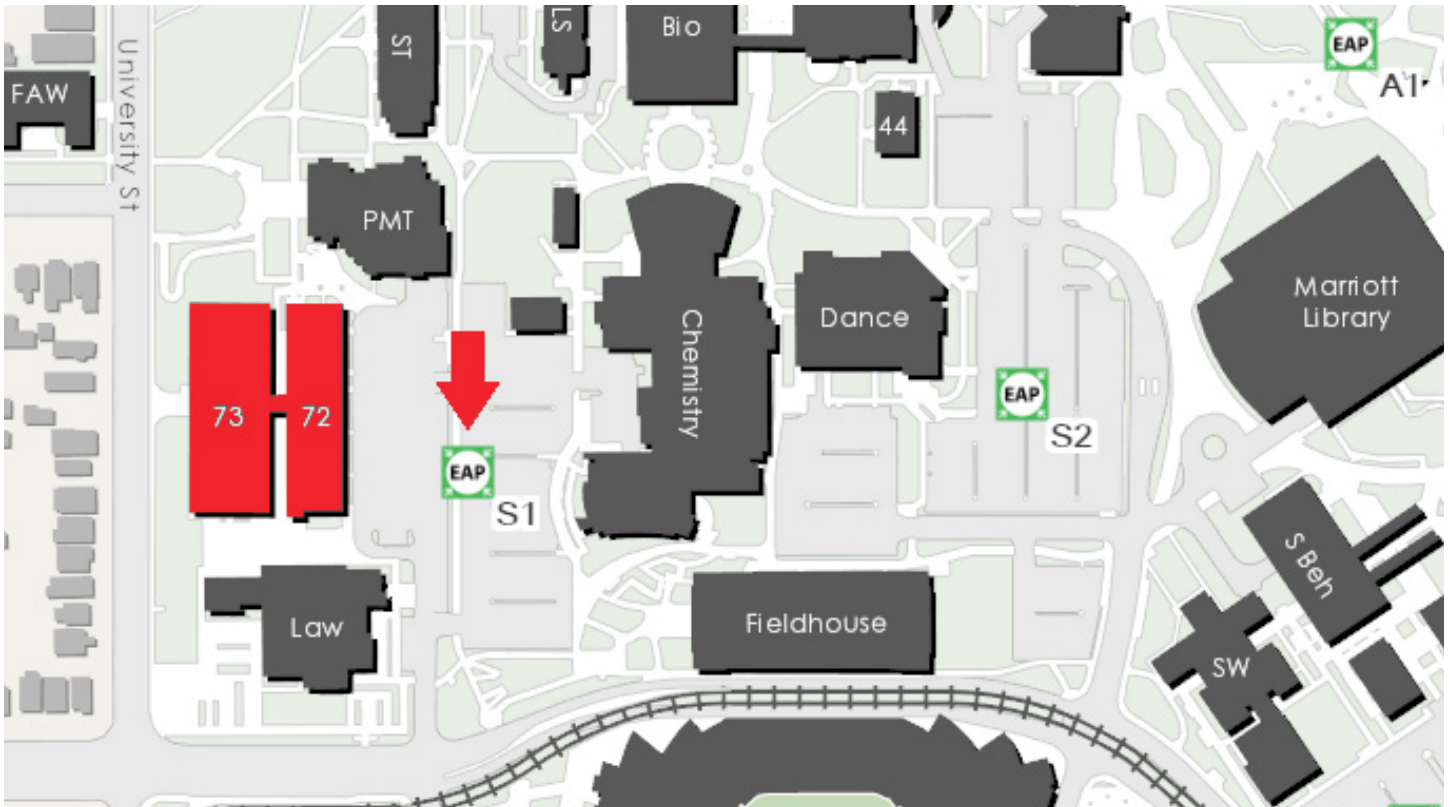 Bio
LS
ST
EAP
A1
FAW
University St
44
PMT
Marriott
Library
Chemistry
Dance
73
72
EAP
S2
EAP
S1
S Beh
Law
Fieldhouse
SW